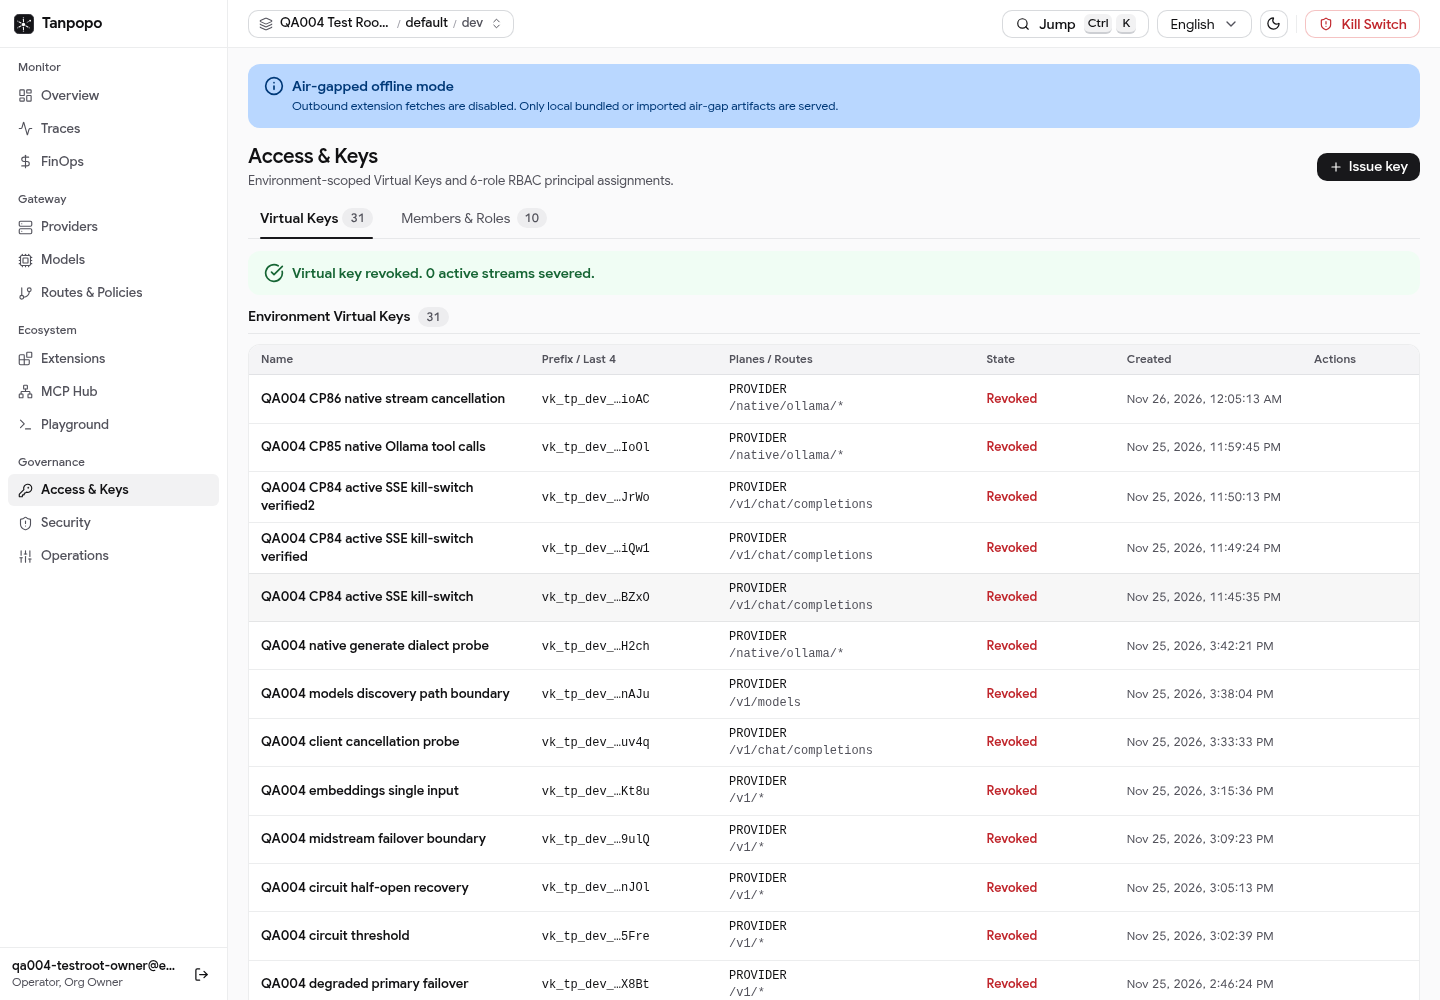 Tanpopo
QA004 Test Roo... / default / dev
Jump Ctrl K
English
Kill Switch
Monitor
Overview
Traces
FinOps
Gateway
Providers
Models
Routes & Policies
Ecosystem
Extensions
MCP Hub
Playground
Governance
Access & Keys
Security
Operations
qa004-testroot-owner@e...
Operator, Org Owner
Air-gapped offline mode
Outbound extension fetches are disabled. Only local bundled or imported air-gap artifacts are served.
Access & Keys
Environment-scoped Virtual Keys and 6-role RBAC principal assignments.
+ Issue key
Virtual Keys 31
Members & Roles 10
Virtual key revoked. 0 active streams severed.
Environment Virtual Keys 31
Name Prefix / Last 4 Planes / Routes State Created Actions
QA004 CP86 native stream cancellation vk_tp_dev_…ioAC PROVIDER Revoked Nov 26, 2026, 12:05:13 AM
/native/ollama/*
QA004 CP85 native Ollama tool calls vk_tp_dev_…IoOl PROVIDER Revoked Nov 25, 2026, 11:59:45 PM
/native/ollama/*
QA004 CP84 active SSE kill-switch vk_tp_dev_…JrWo PROVIDER Revoked Nov 25, 2026, 11:50:13 PM
verified2 /v1/chat/completions
QA004 CP84 active SSE kill-switch vk_tp_dev_…iQw1 PROVIDER Revoked Nov 25, 2026, 11:49:24 PM
verified /v1/chat/completions
QA004 CP84 active SSE kill-switch vk_tp_dev_…BZxO PROVIDER Revoked Nov 25, 2026, 11:45:35 PM
/v1/chat/completions
QA004 native generate dialect probe vk_tp_dev_…H2ch PROVIDER Revoked Nov 25, 2026, 3:42:21 PM
/native/ollama/*
QA004 models discovery path boundary vk_tp_dev_…nAJu PROVIDER Revoked Nov 25, 2026, 3:38:04 PM
/v1/models
QA004 client cancellation probe vk_tp_dev_…uv4q PROVIDER Revoked Nov 25, 2026, 3:33:33 PM
/v1/chat/completions
QA004 embeddings single input vk_tp_dev_…Kt8u PROVIDER Revoked Nov 25, 2026, 3:15:36 PM
/v1/*
QA004 midstream failover boundary vk_tp_dev_…9ulQ PROVIDER Revoked Nov 25, 2026, 3:09:23 PM
/v1/*
QA004 circuit half-open recovery vk_tp_dev_…nJOl PROVIDER Revoked Nov 25, 2026, 3:05:13 PM
/v1/*
QA004 circuit threshold vk_tp_dev_…5Fre PROVIDER Revoked Nov 25, 2026, 3:02:39 PM
/v1/*
QA004 degraded primary failover vk_tp_dev_…X8Bt PROVIDER Revoked Nov 25, 2026, 2:46:24 PM
/v1/*